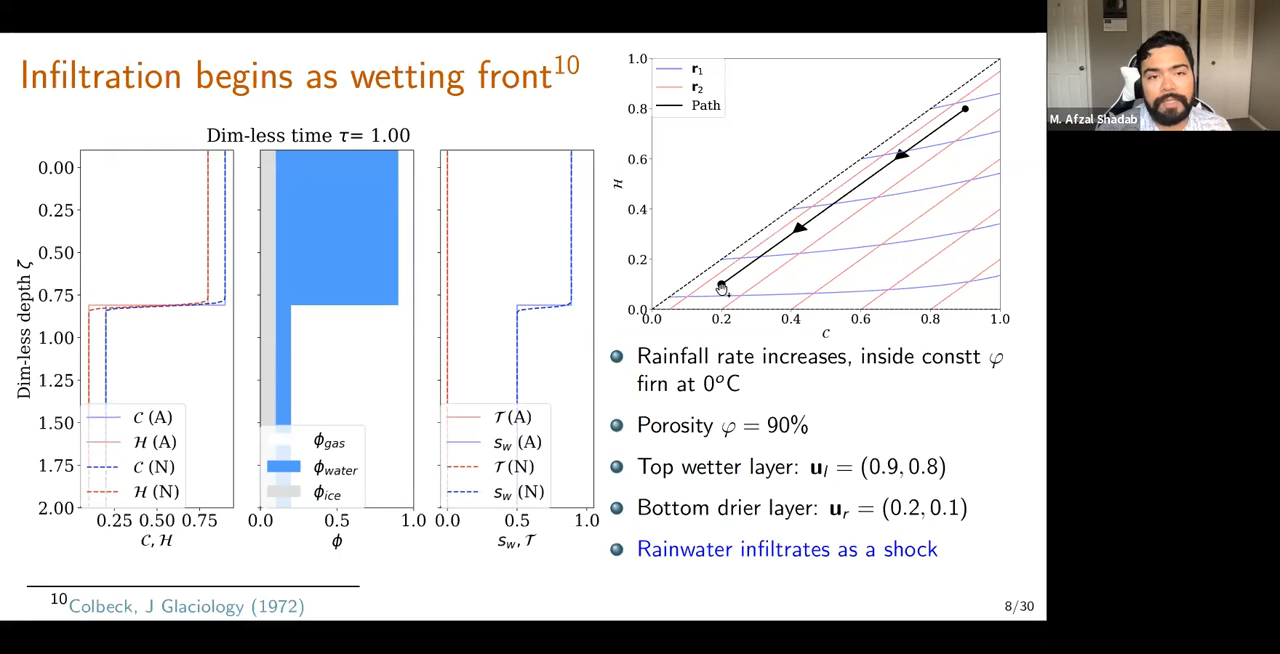 Infiltration begins as wetting front¹⁰
Dim-less time τ= 1.00
Dim-less depth ζ
0.00
0.25
0.50
0.75
1.00
1.25
1.50
1.75
2.00
C (A)
H (A)
C (N)
H (N)
0.25 0.50 0.75
C, H
ϕgas
ϕwater
ϕice
0.0 0.5 1.0
ϕ
T (A)
sw (A)
T (N)
sw (N)
0.0 0.5 1.0
sw, T
r₁
r₂
Path
H
1.0
0.8
0.6
0.4
0.2
0.0
0.0 0.2 0.4 0.6 0.8 1.0
C
Rainfall rate increases, inside constt φ
firn at 0°C
Porosity φ = 90%
Top wetter layer: uₗ = (0.9, 0.8)
Bottom drier layer: uᵣ = (0.2, 0.1)
Rainwater infiltrates as a shock
¹⁰Colbeck, J Glaciology (1972)
8/30
M. Afzal Shadab